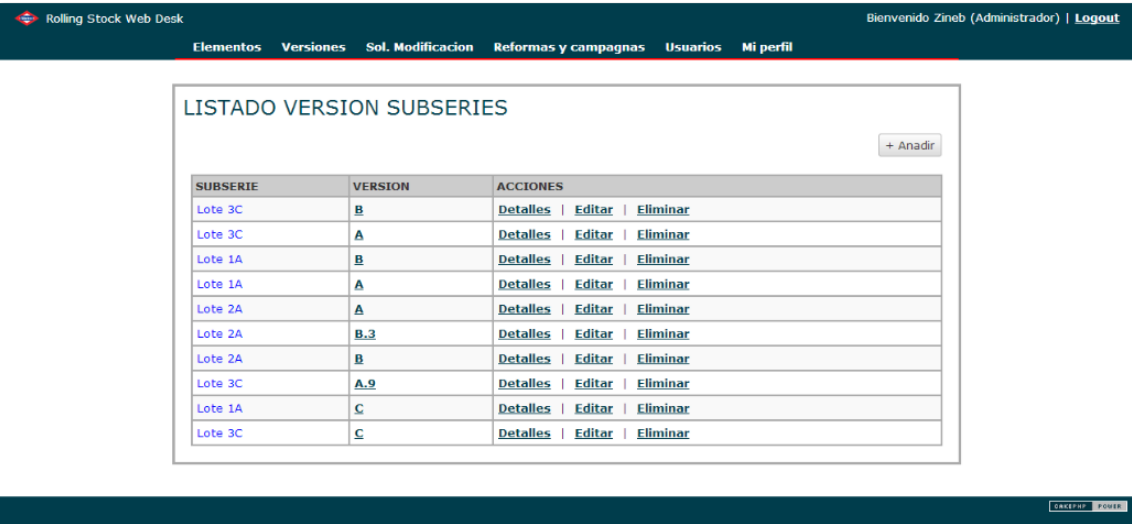 Rolling Stock Web Desk Bienvenido Zineb (Administrador) | Logout
Elementos Versiones Sol. Modificacion Reformas y campagnas Usuarios Mi perfil
LISTADO VERSION SUBSERIES
+ Anadir
SUBSERIE VERSION ACCIONES
Lote 3C B Detalles | Editar | Eliminar
Lote 3C A Detalles | Editar | Eliminar
Lote 1A B Detalles | Editar | Eliminar
Lote 1A A Detalles | Editar | Eliminar
Lote 2A A Detalles | Editar | Eliminar
Lote 2A B.3 Detalles | Editar | Eliminar
Lote 2A B Detalles | Editar | Eliminar
Lote 3C A.9 Detalles | Editar | Eliminar
Lote 1A C Detalles | Editar | Eliminar
Lote 3C C Detalles | Editar | Eliminar
CAKEPHP POWER